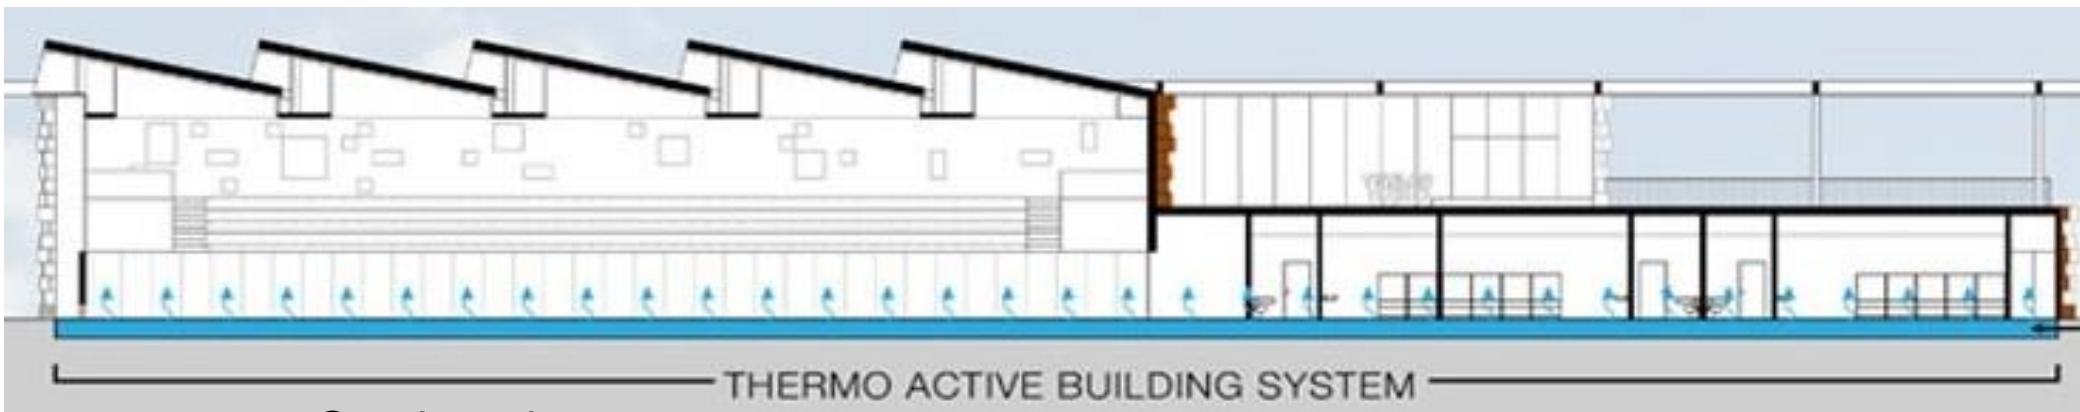 THERMO ACTIVE BUILDING SYSTEM